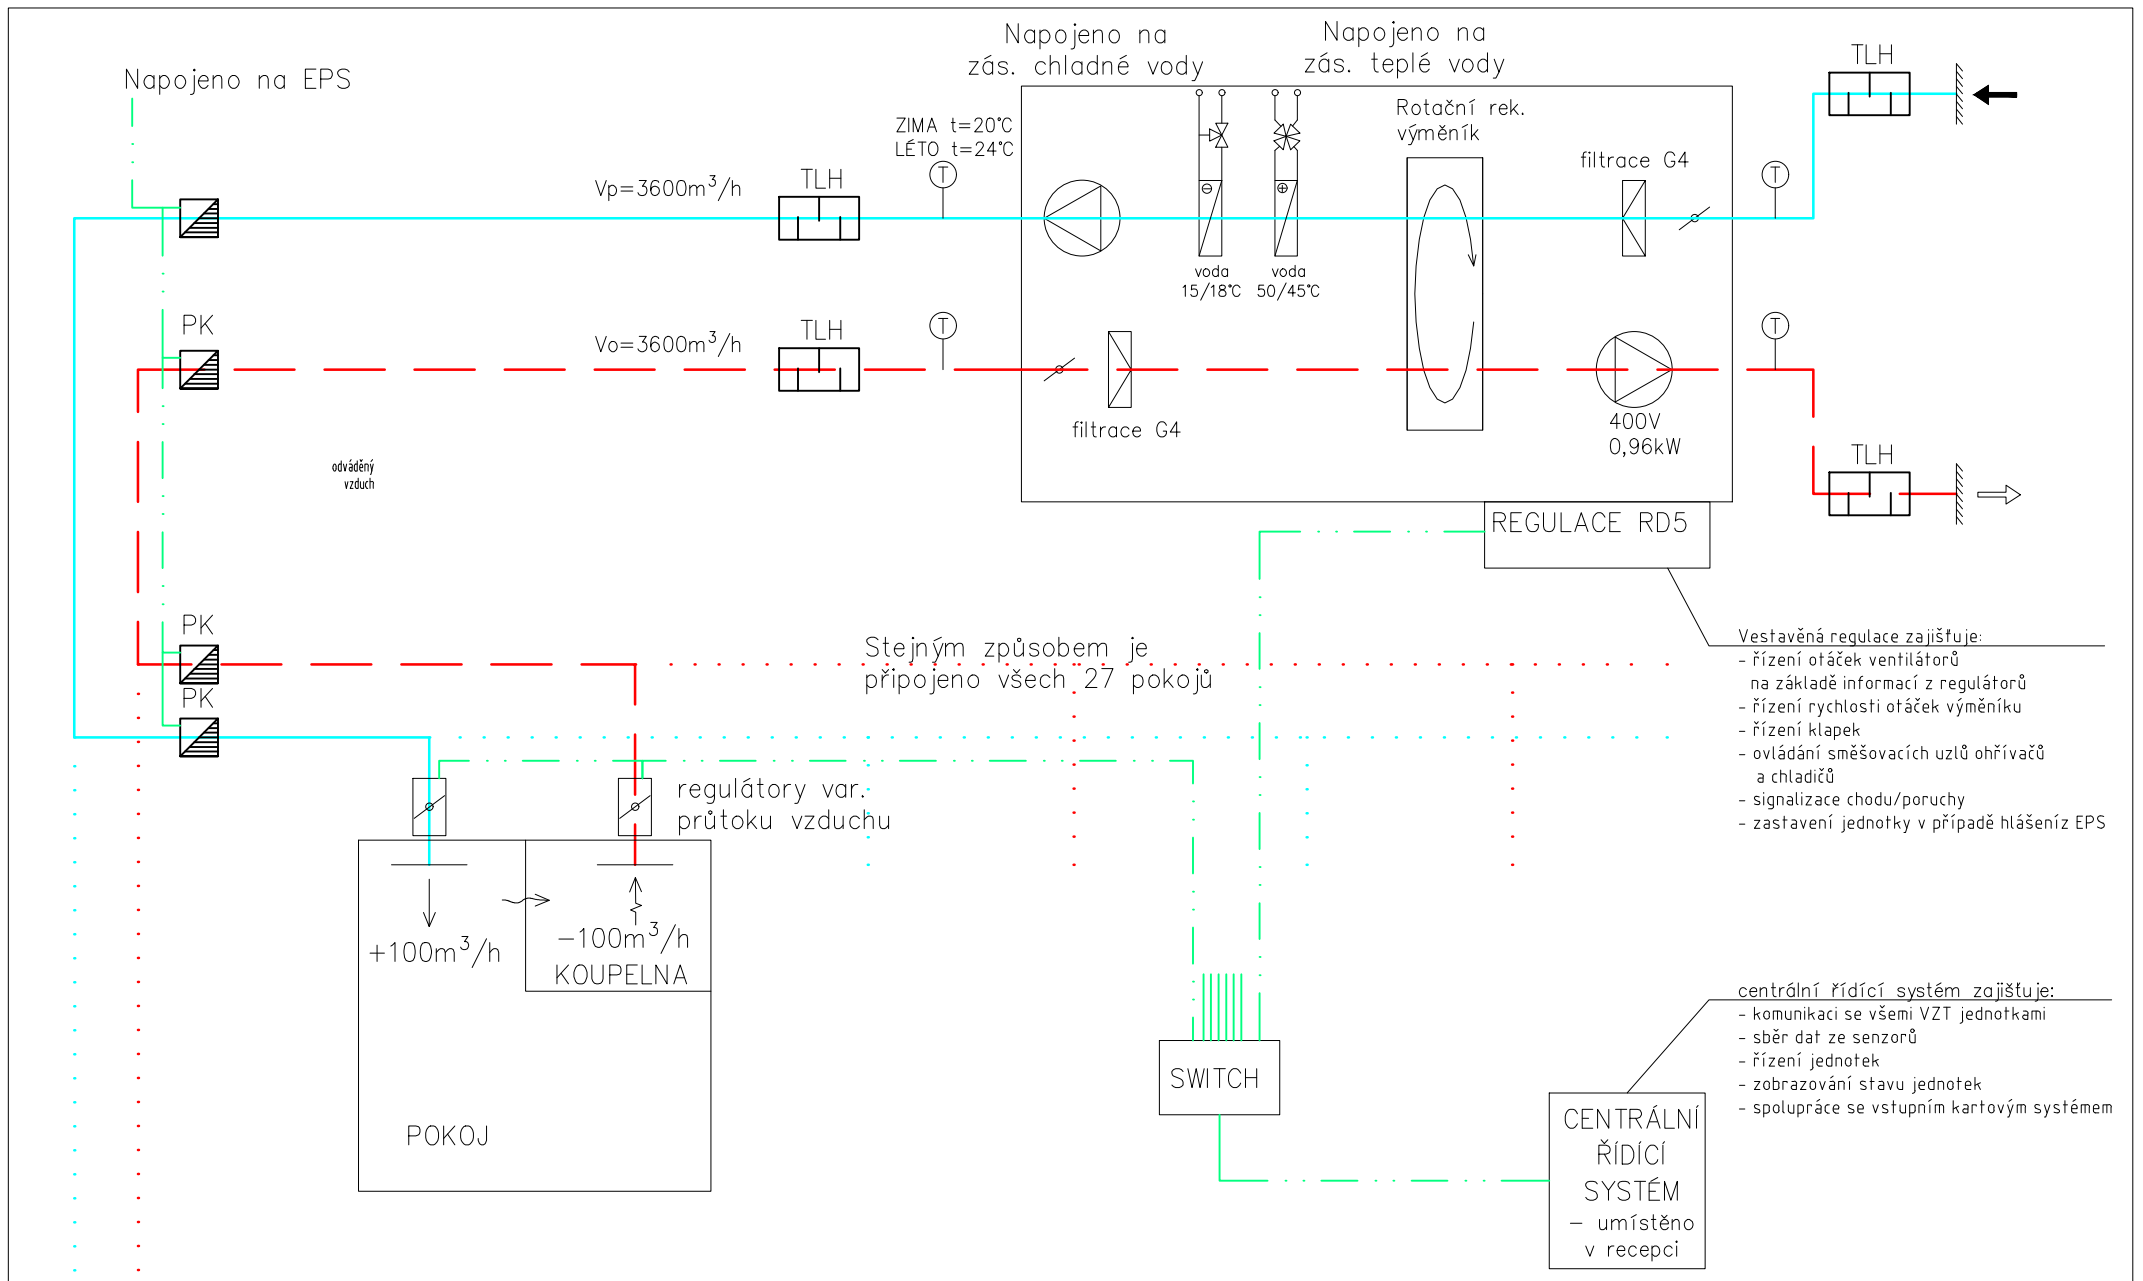 Napojeno na EPS
Napojeno na
zás. chladné vody
Napojeno na
zás. teplé vody
TLH
ZIMA t=20°C
LÉTO t=24°C
Rotační rek.
výměník
filtrace G4
T
T
Vp=3600m³/h
TLH
voda
15/18°C
voda
50/45°C
PK
Vo=3600m³/h
TLH
T
T
filtrace G4
400V
0,96kW
TLH
odváděný
vzduch
REGULACE RD5
PK
PK
Stejným způsobem je
připojeno všech 27 pokojů
Vestavěná regulace zajišťuje:
- řízení otáček ventilátorů
na základě informací z regulátorů
- řízení rychlosti otáček výměníku
- řízení klapek
- ovládání směšovacích uzlů ohřívačů
a chladičů
- signalizace chodu/poruchy
- zastavení jednotky v případě hlášeníz EPS
regulátory var.
průtoku vzduchu
+100m³/h
-100m³/h
KOUPELNA
POKOJ
SWITCH
centrální řídící systém zajišťuje:
- komunikaci se všemi VZT jednotkami
- sběr dat ze senzorů
- řízení jednotek
- zobrazování stavu jednotek
- spolupráce se vstupním kartovým systémem
CENTRÁLNÍ
ŘÍDÍCÍ
SYSTÉM
- umístěno
v recepci